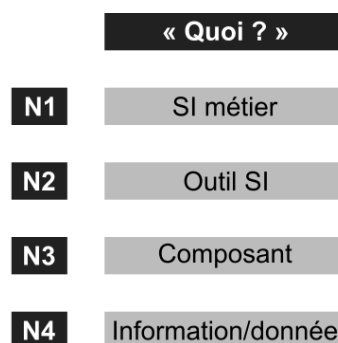 « Quoi ? »
N1 SI métier
N2 Outil SI
N3 Composant
N4 Information/donnée